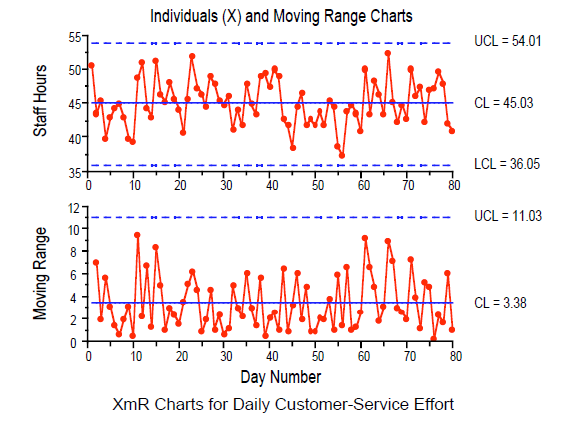 Individuals (X) and Moving Range Charts
55
50
45
40
35
Staff Hours
UCL = 54.01
CL = 45.03
LCL = 36.05
0 10 20 30 40 50 60 70 80
12
10
8
6
4
2
0
Moving Range
UCL = 11.03
CL = 3.38
0 10 20 30 40 50 60 70 80
Day Number
XmR Charts for Daily Customer-Service Effort